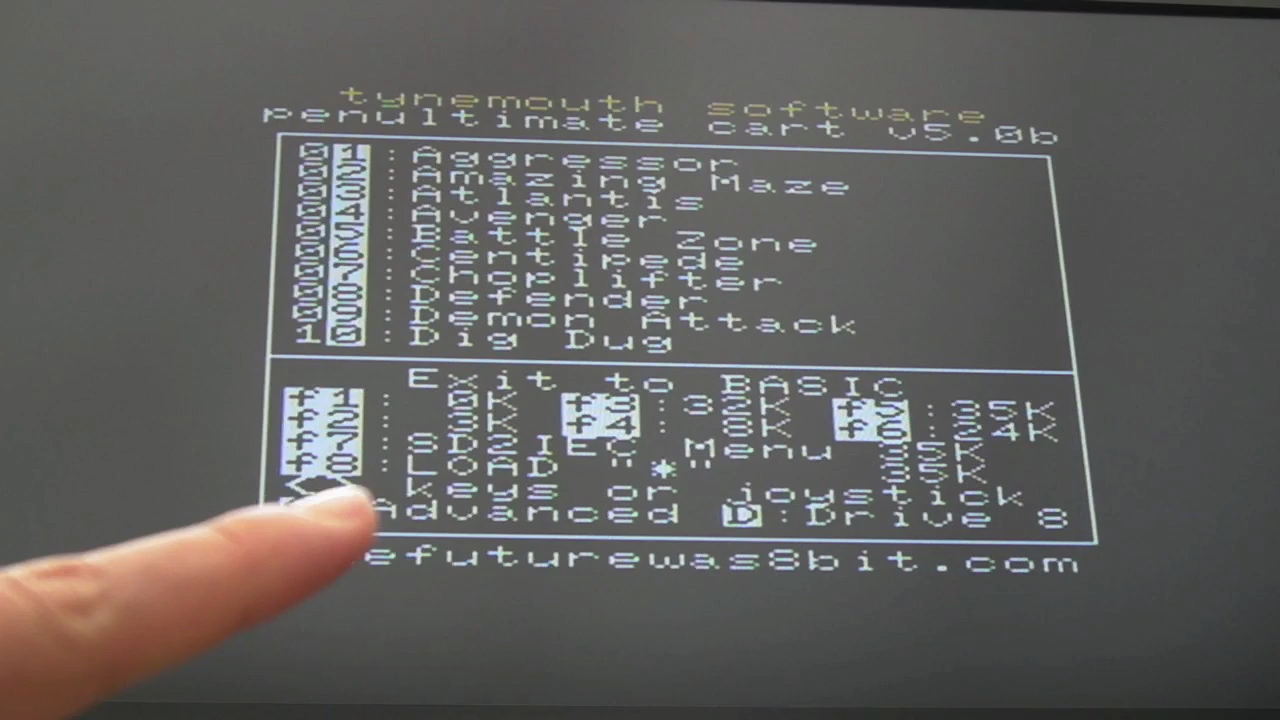 tynemouth software
penultimate cart v5.0b
01:Aggressor
02:Amazing Maze
03:Atlantis
04:Avenger
05:Battle Zone
06:Centipede
07:Choplifter
08:Defender
09:Demon Attack
10:Dig Dug
Exit to BASIC
f1: 0K f3:32K f5:35K
f2: 3K f4: 8K f6:24K
f7:SD2IEC Menu 35K
f8:LOAD"*" 35K
<> keys or joystick
Advanced D:Drive 8
efuturewas8bit.com